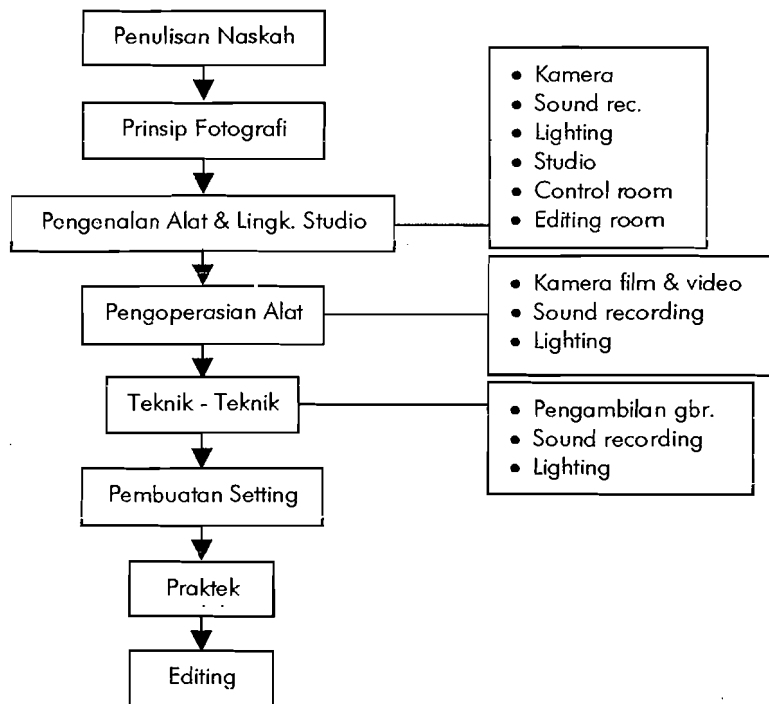 Penulisan Naskah
Prinsip Fotografi
Pengenalan Alat & Lingk. Studio
• Kamera
• Sound rec.
• Lighting
• Studio
• Control room
• Editing room
Pengoperasian Alat
• Kamera film & video
• Sound recording
• Lighting
Teknik - Teknik
• Pengambilan gbr.
• Sound recording
• Lighting
Pembuatan Setting
Praktek
Editing